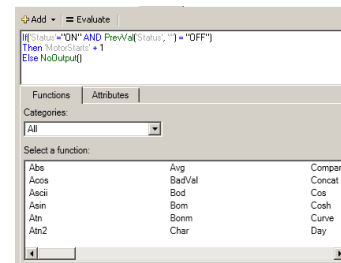 Add Evaluate
If('Status'="ON" AND PrevVal('Status', '') = "OFF")
Then 'MotorStarts' + 1
Else NoOutput()
Functions Attributes
Categories:
All
Select a function:
Abs Avg Compar
Acos BadVal Concat
Ascii Bod Cos
Asin Bom Cosh
Atn Bonm Curve
Atn2 Char Day